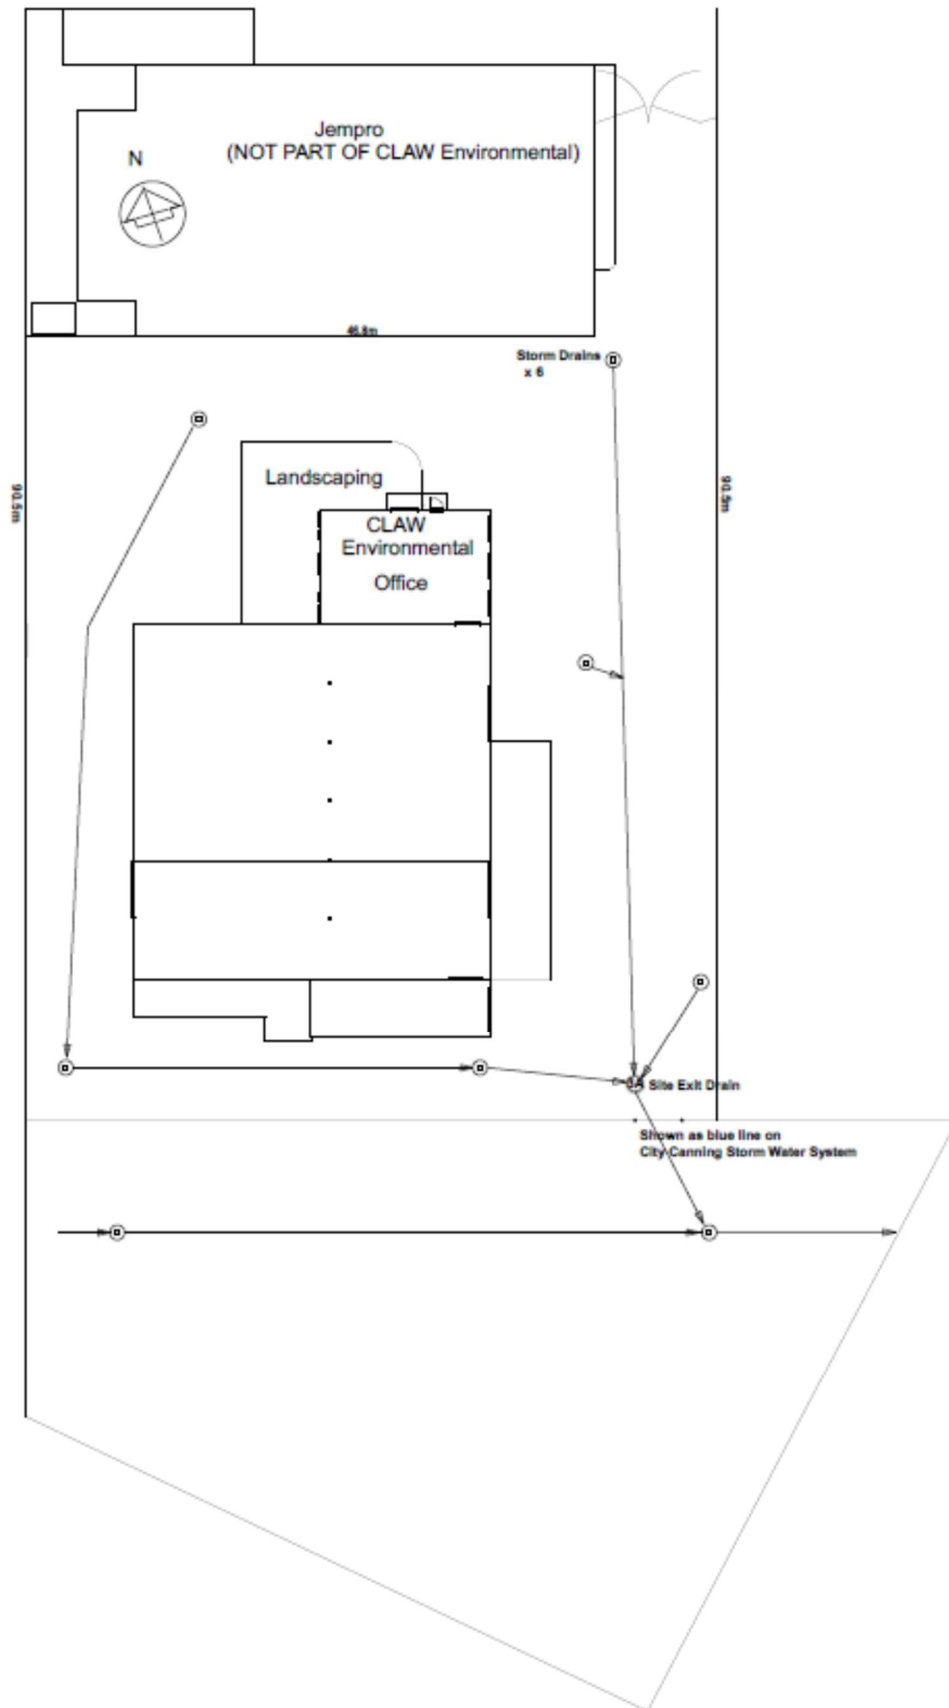 Jempro
(NOT PART OF CLAW Environmental)
N
46.8m
Storm Drains
x 6
Landscaping
90.5m
90.5m
CLAW
Environmental
Office
Site Exit Drain
Shown as blue line on
City Canning Storm Water System